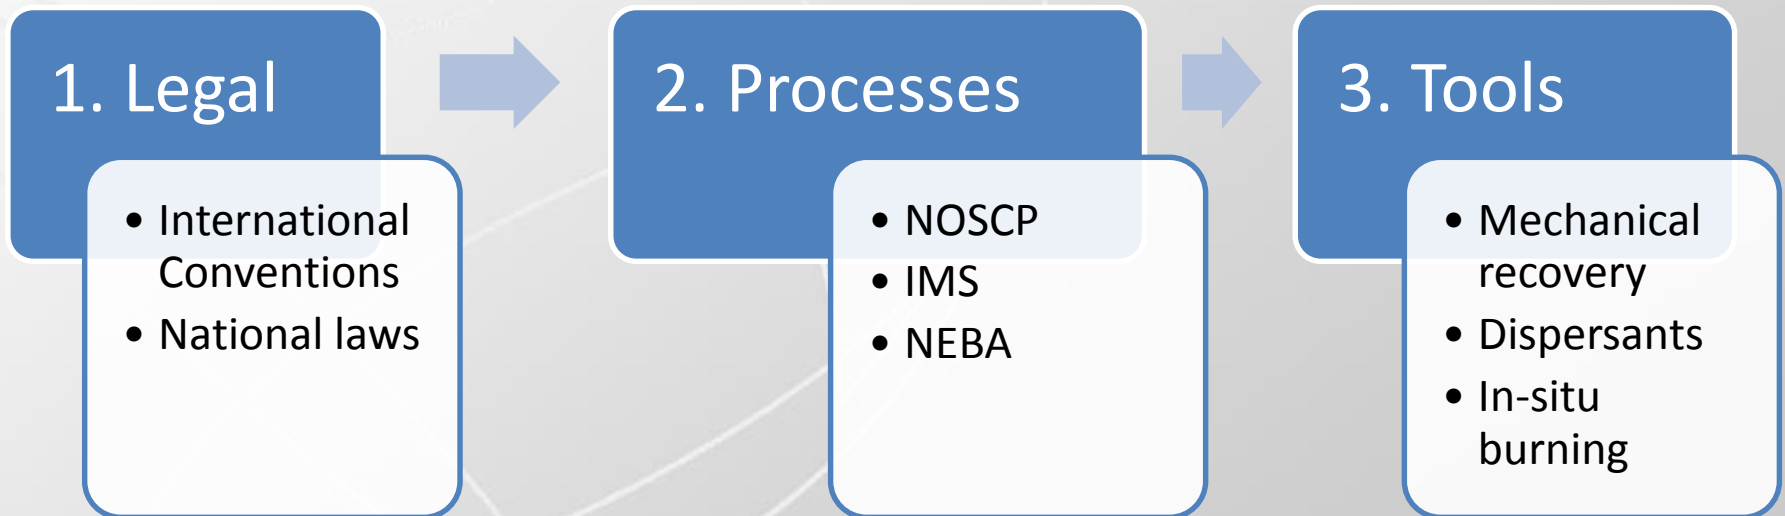 1. Legal
• International
Conventions
• National laws
2. Processes
• NOSCP
• IMS
• NEBA
3. Tools
• Mechanical
recovery
• Dispersants
• In-situ
burning